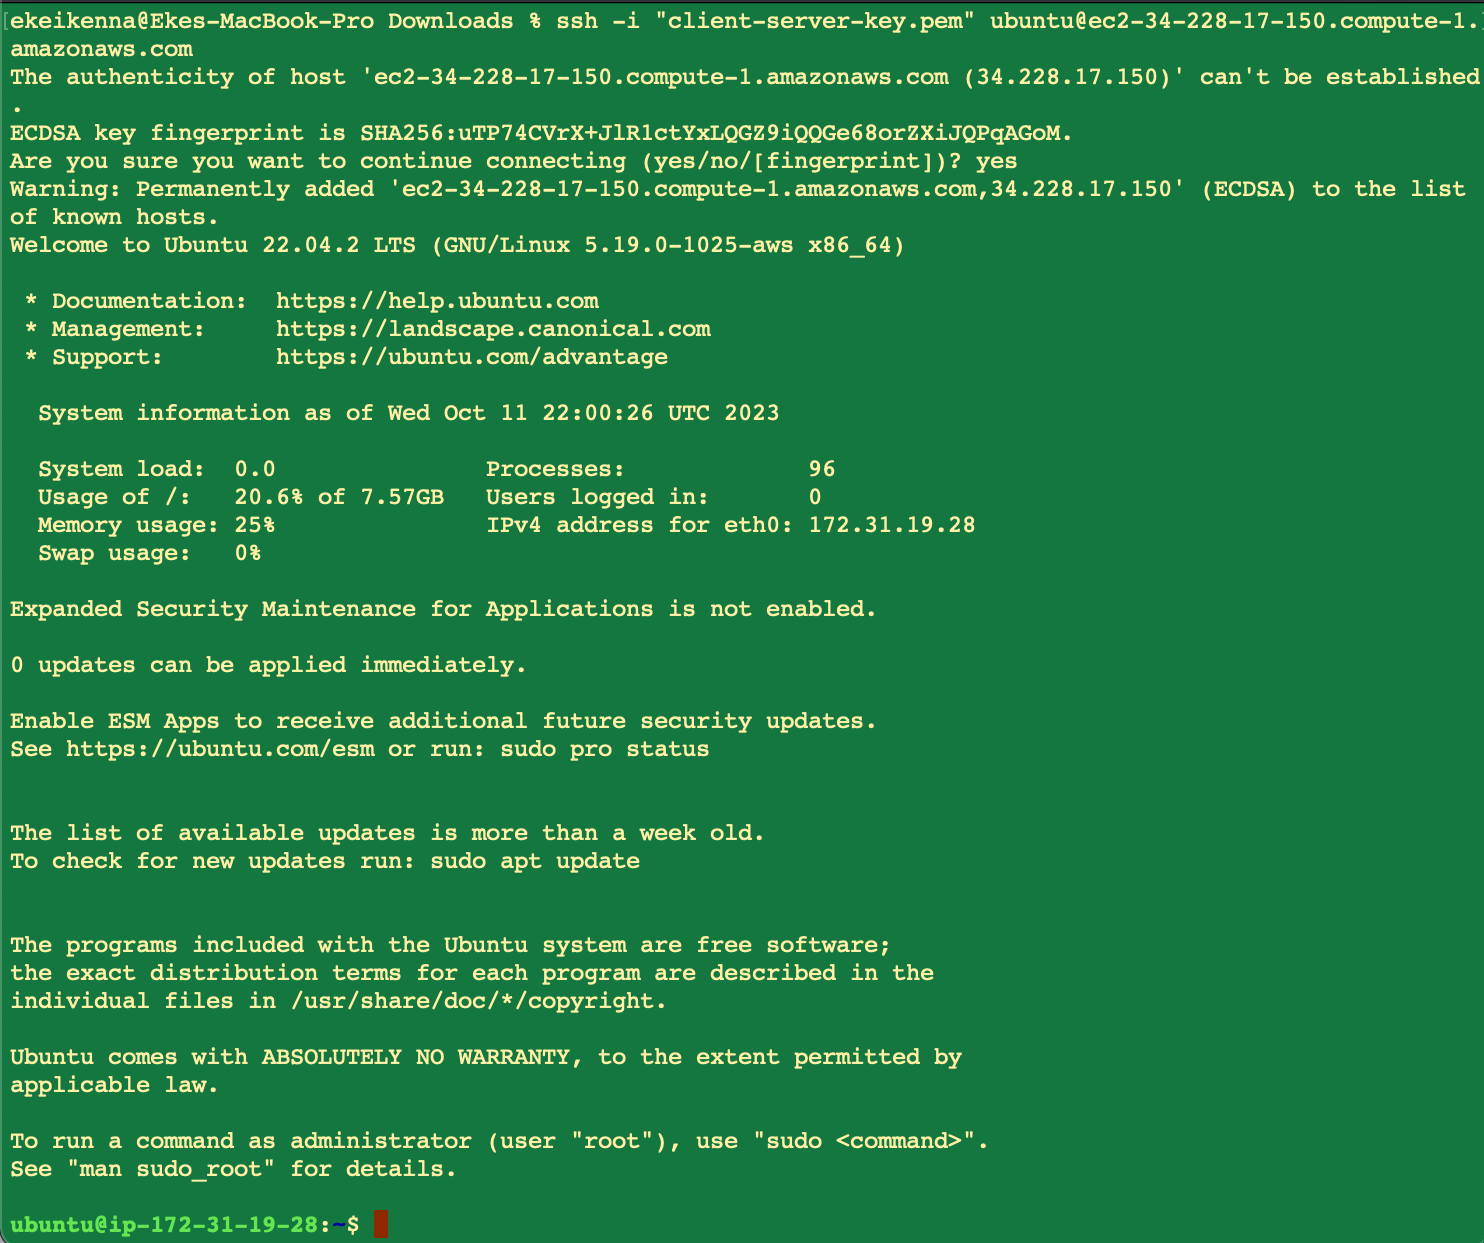 [ekeikenna@Ekes-MacBook-Pro Downloads % ssh -i "client-server-key.pem" ubuntu@ec2-34-228-17-150.compute-1.]
amazonaws.com
The authenticity of host 'ec2-34-228-17-150.compute-1.amazonaws.com (34.228.17.150)' can't be established
.
ECDSA key fingerprint is SHA256:uTP74CVrX+JlR1ctYxLQGZ9iQQGe68orZXiJQPqAGoM.
Are you sure you want to continue connecting (yes/no/[fingerprint])? yes
Warning: Permanently added 'ec2-34-228-17-150.compute-1.amazonaws.com,34.228.17.150' (ECDSA) to the list
of known hosts.
Welcome to Ubuntu 22.04.2 LTS (GNU/Linux 5.19.0-1025-aws x86_64)

 * Documentation:  https://help.ubuntu.com
 * Management:     https://landscape.canonical.com
 * Support:        https://ubuntu.com/advantage

  System information as of Wed Oct 11 22:00:26 UTC 2023

  System load:  0.0               Processes:             96
  Usage of /:   20.6% of 7.57GB   Users logged in:       0
  Memory usage: 25%               IPv4 address for eth0: 172.31.19.28
  Swap usage:   0%

Expanded Security Maintenance for Applications is not enabled.

0 updates can be applied immediately.

Enable ESM Apps to receive additional future security updates.
See https://ubuntu.com/esm or run: sudo pro status

The list of available updates is more than a week old.
To check for new updates run: sudo apt update

The programs included with the Ubuntu system are free software;
the exact distribution terms for each program are described in the
individual files in /usr/share/doc/*/copyright.

Ubuntu comes with ABSOLUTELY NO WARRANTY, to the extent permitted by
applicable law.

To run a command as administrator (user "root"), use "sudo <command>".
See "man sudo_root" for details.

ubuntu@ip-172-31-19-28:~$